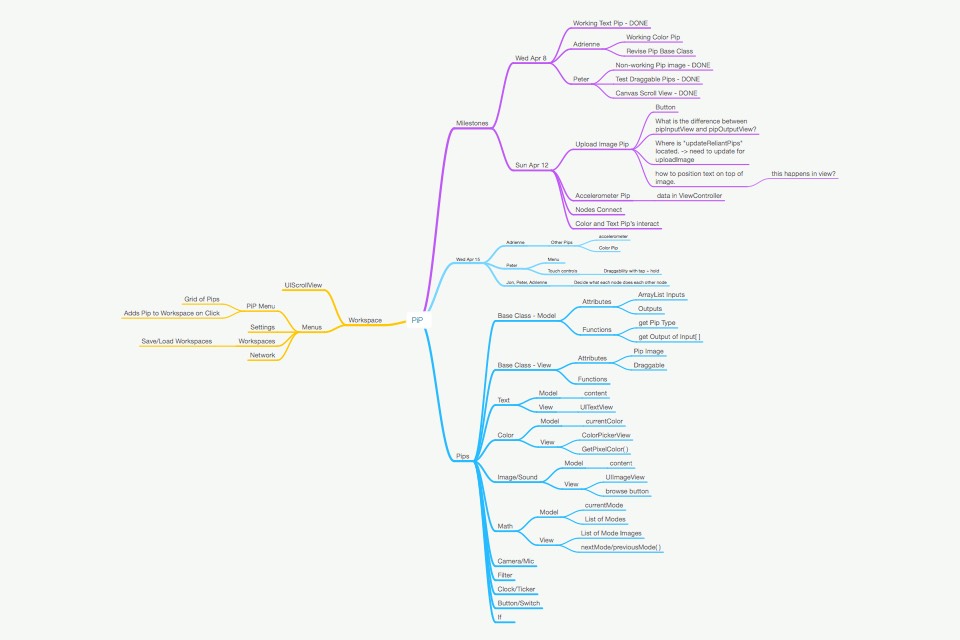 PIP
Milestones
Wed Apr 8
Working Text Pip - DONE
Adrienne
Working Color Pip
Revise Pip Base Class
Peter
Non-working Pip image - DONE
Test Draggable Pips - DONE
Canvas Scroll View - DONE
Sun Apr 12
Upload Image Pip
Button
What is the difference between
pipInputView and pipOutputView?
Where is "updateReliantPips"
located. -> need to update for
uploadImage
how to position text on top of
image.
this happens in view?
Accelerometer Pip
data in ViewController
Nodes Connect
Color and Text Pip's interact
Wed Apr 15
Adrienne
Other Pips
accelerometer
Color Pip
Peter
Menu
Touch controls
Draggability with tap + hold
Jon, Peter, Adrienne
Decide what each node does each other node
Workspace
UIScrollView
Menus
PIP Menu
Grid of Pips
Adds Pip to Workspace on Click
Settings
Workspaces
Save/Load Workspaces
Network
Pips
Base Class - Model
Attributes
ArrayList Inputs
Outputs
Functions
get Pip Type
get Output of Input[ ]
Base Class - View
Attributes
Pip Image
Draggable
Functions
Text
Model
content
View
UITextView
Color
Model
currentColor
View
ColorPickerView
GetPixelColor( )
Image/Sound
Model
content
View
UIImageView
browse button
Math
Model
currentMode
List of Modes
View
List of Mode Images
nextMode/previousMode( )
Camera/Mic
Filter
Clock/Ticker
Button/Switch
If